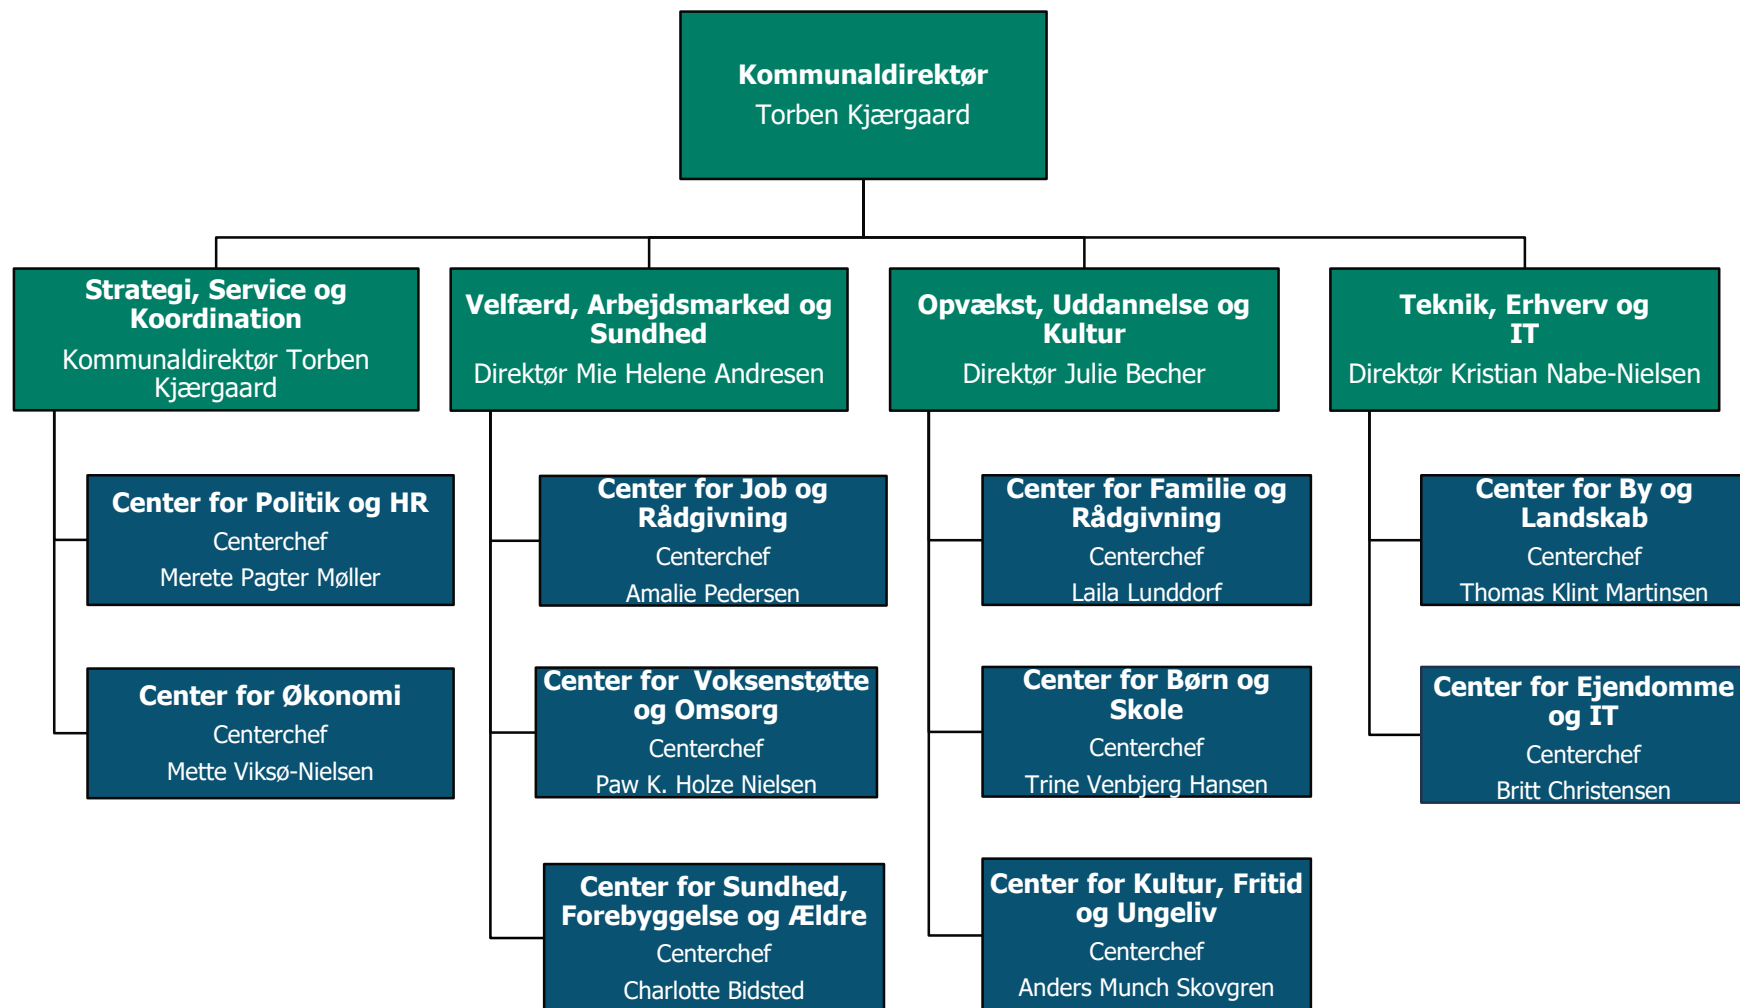 Kommunaldirektør
Torben Kjærgaard
Strategi, Service og
Koordination
Kommunaldirektør Torben
Kjærgaard
Velfærd, Arbejdsmarked og
Sundhed
Direktør Mie Helene Andresen
Opvækst, Uddannelse og
Kultur
Direktør Julie Becher
Teknik, Erhverv og
IT
Direktør Kristian Nabe-Nielsen
Center for Politik og HR
Centerchef
Merete Pagter Møller
Center for Job og
Rådgivning
Centerchef
Amalie Pedersen
Center for Familie og
Rådgivning
Centerchef
Laila Lunddorf
Center for By og
Landskab
Centerchef
Thomas Klint Martinsen
Center for Økonomi
Centerchef
Mette Viksø-Nielsen
Center for  Voksenstøtte
og Omsorg
Centerchef
Paw K. Holze Nielsen
Center for Børn og
Skole
Centerchef
Trine Venbjerg Hansen
Center for Ejendomme
og IT
Centerchef
Britt Christensen
Center for Sundhed,
Forebyggelse og Ældre
Centerchef
Charlotte Bidsted
Center for Kultur, Fritid
og Ungeliv
Centerchef
Anders Munch Skovgren